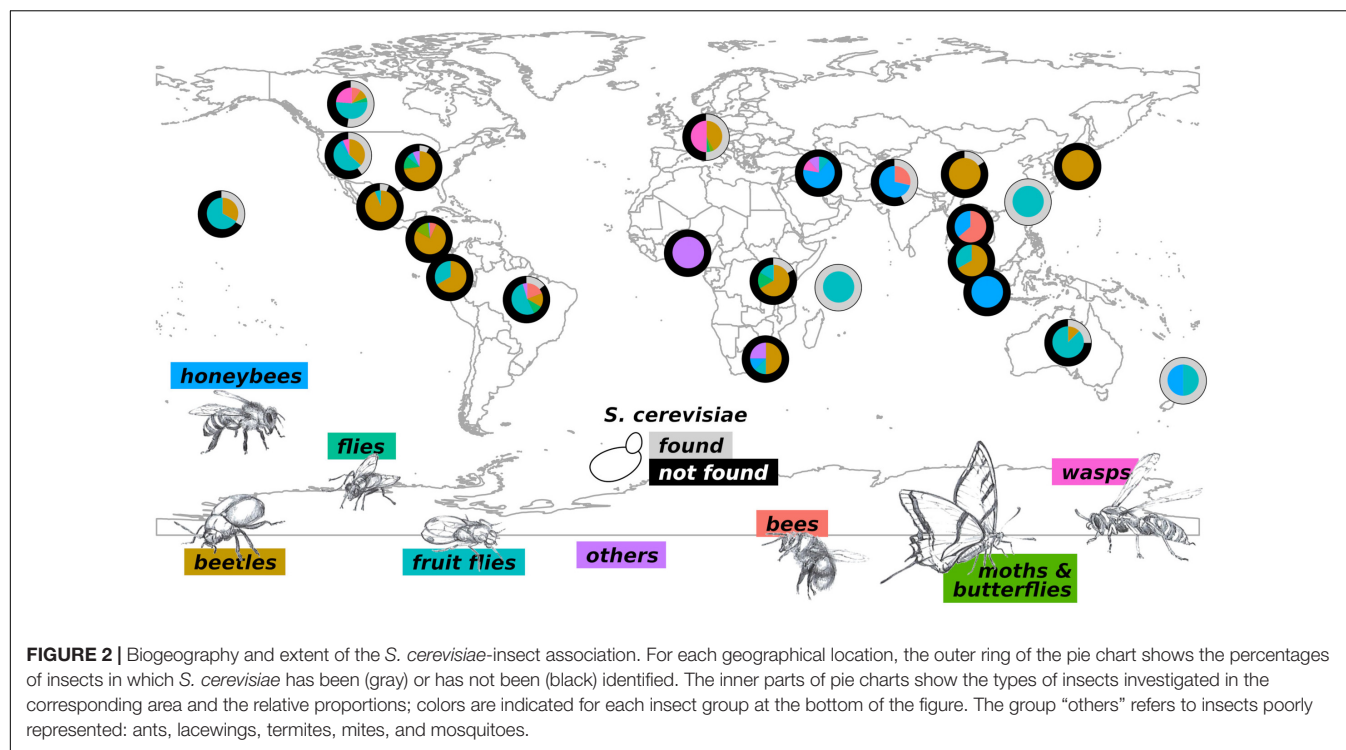 honeybees
S. cerevisiae
flies
found
not found
wasps
bees
beetles
fruit flies
others
moths &
butterflies
FIGURE 2 | Biogeography and extent of the S. cerevisiae-insect association. For each geographical location, the outer ring of the pie chart shows the percentages
of insects in which S. cerevisiae has been (gray) or has not been (black) identified. The inner parts of pie charts show the types of insects investigated in the
corresponding area and the relative proportions; colors are indicated for each insect group at the bottom of the figure. The group “others” refers to insects poorly
represented: ants, lacewings, termites, mites, and mosquitoes.